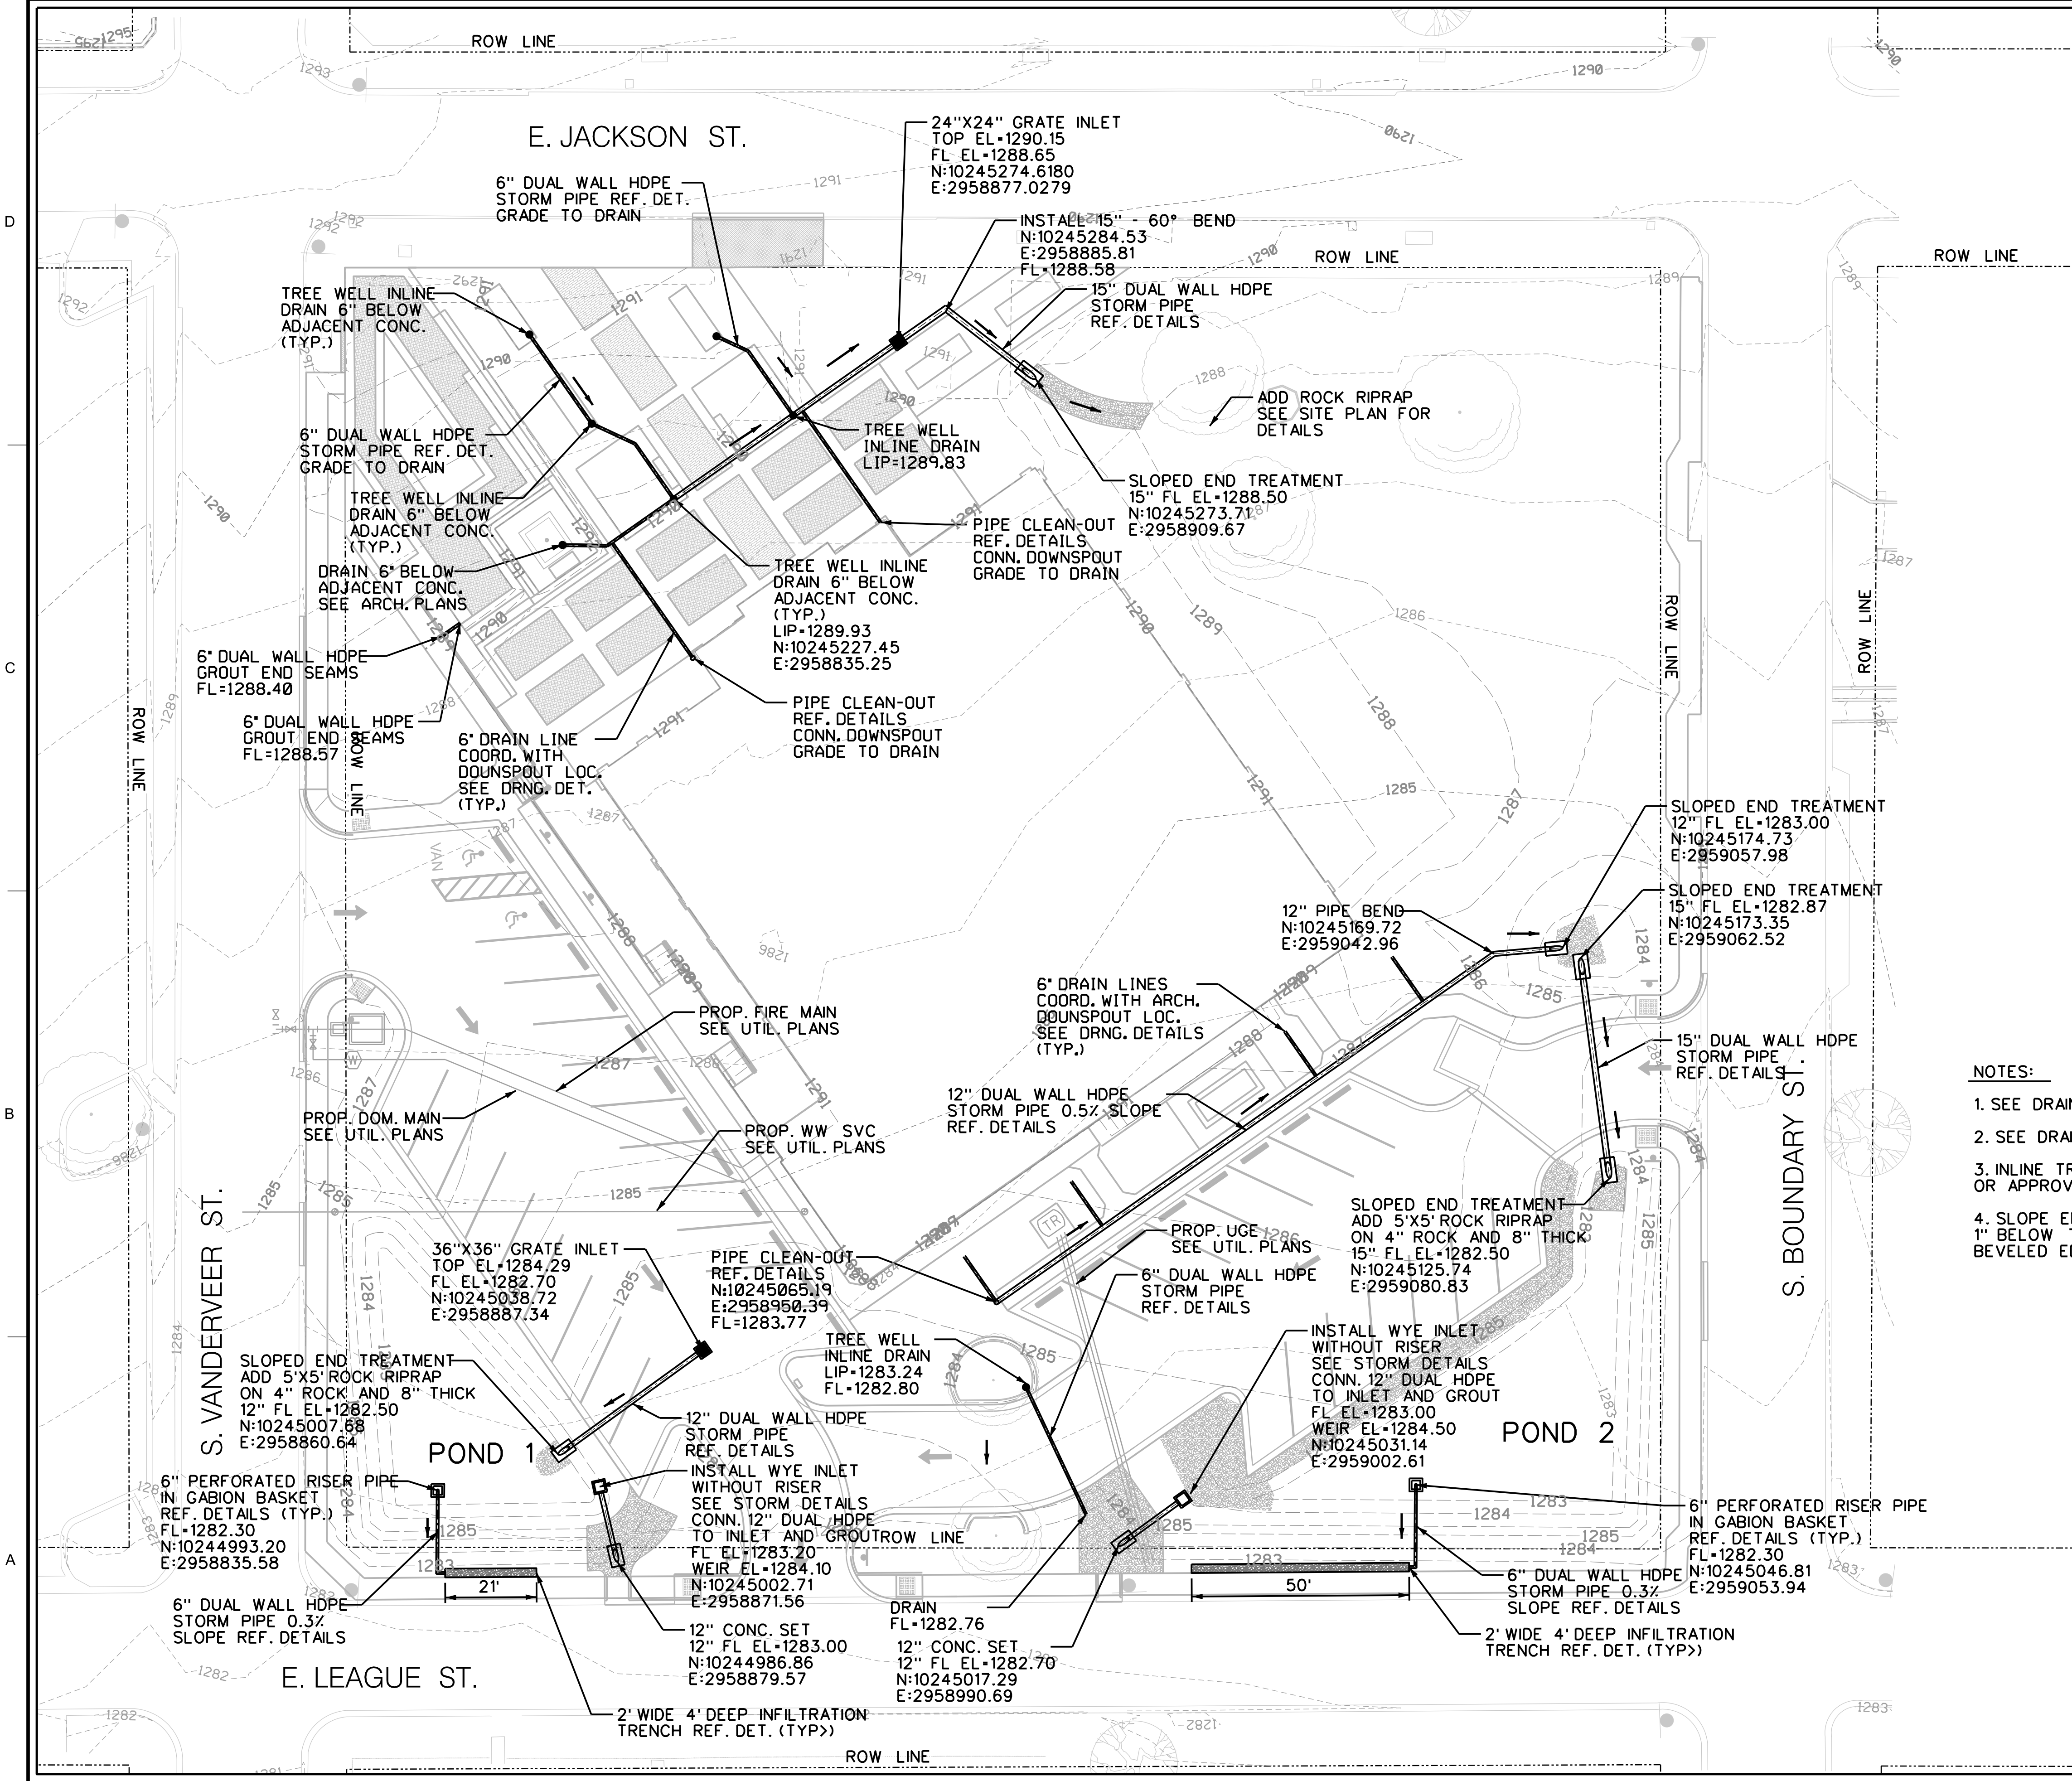 ROW LINE
E. JACKSON ST.
24"X24" GRATE INLET
TOP EL=1290.15
FL EL=1288.65
N:10245274.6180
E:2958877.0279
6" DUAL WALL HDPE
STORM PIPE REF. DET.
GRADE TO DRAIN
INSTALL 15" - 60° BEND
N:10245284.53
E:2958885.81
FL=1288.58
ROW LINE
ROW LINE
15" DUAL WALL HDPE
STORM PIPE
REF. DETAILS
TREE WELL INLINE
DRAIN 6" BELOW
ADJACENT CONC.
(TYP.)
ADD ROCK RIPRAP
SEE SITE PLAN FOR
DETAILS
6" DUAL WALL HDPE
STORM PIPE REF. DET.
GRADE TO DRAIN
TREE WELL
INLINE DRAIN
LIP=1289.83
SLOPED END TREATMENT
15" FL EL=1288.50
N:10245273.71
E:2958909.67
TREE WELL INLINE
DRAIN 6" BELOW
ADJACENT CONC.
(TYP.)
PIPE CLEAN-OUT
REF. DETAILS
CONN. DOWNSPOUT
GRADE TO DRAIN
DRAIN 6" BELOW
ADJACENT CONC.
SEE ARCH. PLANS
TREE WELL INLINE
DRAIN 6" BELOW
ADJACENT CONC.
(TYP.)
LIP=1289.93
N:10245227.45
E:2958835.25
6" DUAL WALL HDPE
GROUT END SEAMS
FL=1288.40
6" DUAL WALL HDPE
GROUT END SEAMS
FL=1288.57
PIPE CLEAN-OUT
REF. DETAILS
CONN. DOWNSPOUT
GRADE TO DRAIN
6" DRAIN LINE
COORD. WITH
DOUNSPOUT LOC.
SEE DRNG. DET.
(TYP.)
ROW LINE
ROW LINE
ROW LINE
ROW LINE
SLOPED END TREATMENT
12" FL EL=1283.00
N:10245174.73
E:2959057.98
SLOPED END TREATMENT
15" FL EL=1282.87
N:10245173.35
E:2959062.52
VAN
12" PIPE BEND
N:10245169.72
E:2959042.96
6" DRAIN LINES
COORD. WITH ARCH.
DOUNSPOUT LOC.
SEE DRNG. DETAILS
(TYP.)
PROP. FIRE MAIN
SEE UTIL. PLANS
15" DUAL WALL HDPE
STORM PIPE
REF. DETAILS
PROP. DOM. MAIN
SEE UTIL. PLANS
12" DUAL WALL HDPE
STORM PIPE 0.5% SLOPE
REF. DETAILS
PROP. WW SVC
SEE UTIL. PLANS
S. BOUNDARY ST.
NOTES:
1. SEE DRAIN
2. SEE DRA
3. INLINE TR
OR APPROV
4. SLOPE E
1" BELOW
BEVELED E
S. VANDERVEER ST.
SLOPED END TREATMENT
ADD 5'X5' ROCK RIPRAP
ON 4" ROCK AND 8" THICK
15" FL EL=1282.50
N:10245125.74
E:2959080.83
TR
PROP. UGE
SEE UTIL. PLANS
36"X36" GRATE INLET
TOP EL=1284.29
FL EL=1282.70
N:10245038.72
E:2958887.34
PIPE CLEAN-OUT
REF. DETAILS
N:10245065.19
E:2958950.39
FL=1283.77
6" DUAL WALL HDPE
STORM PIPE
REF. DETAILS
TREE WELL
INLINE DRAIN
LIP=1283.24
FL=1282.80
INSTALL WYE INLET
WITHOUT RISER
SEE STORM DETAILS
CONN. 12" DUAL HDPE
TO INLET AND GROUT
FL EL=1283.00
WEIR EL=1284.50
N:10245031.14
E:2959002.61
SLOPED END TREATMENT
ADD 5'X5' ROCK RIPRAP
ON 4" ROCK AND 8" THICK
12" FL EL=1282.50
N:10245007.68
E:2958860.64
POND 1
POND 2
12" DUAL WALL HDPE
STORM PIPE
REF. DETAILS
6" PERFORATED RISER PIPE
IN GABION BASKET
REF. DETAILS (TYP.)
FL=1282.30
N:10244993.20
E:2958835.58
INSTALL WYE INLET
WITHOUT RISER
SEE STORM DETAILS
CONN. 12" DUAL HDPE
TO INLET AND GROUT
FL EL=1283.20
WEIR EL=1284.10
N:10245002.71
E:2958871.56
ROW LINE
6" PERFORATED RISER PIPE
IN GABION BASKET
REF. DETAILS (TYP.)
FL=1282.30
N:10245046.81
E:2959053.94
21'
50'
6" DUAL WALL HDPE
STORM PIPE 0.3%
SLOPE REF. DETAILS
DRAIN
FL=1282.76
6" DUAL WALL HDPE
STORM PIPE 0.3%
SLOPE REF. DETAILS
12" CONC. SET
12" FL EL=1283.00
N:10244986.86
E:2958879.57
12" CONC. SET
12" FL EL=1282.70
N:10245017.29
E:2958990.69
2' WIDE 4' DEEP INFILTRATION
TRENCH REF. DET. (TYP>)
E. LEAGUE ST.
2' WIDE 4' DEEP INFILTRATION
TRENCH REF. DET. (TYP>)
ROW LINE
D
C
B
A